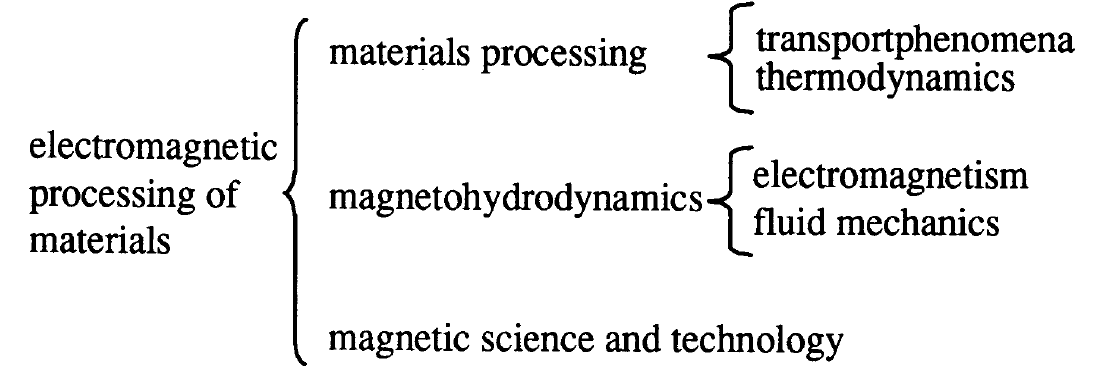 electromagnetic
processing of
materials
materials processing
transportphenomena
thermodynamics
magnetohydrodynamics
electromagnetism
fluid mechanics
magnetic science and technology